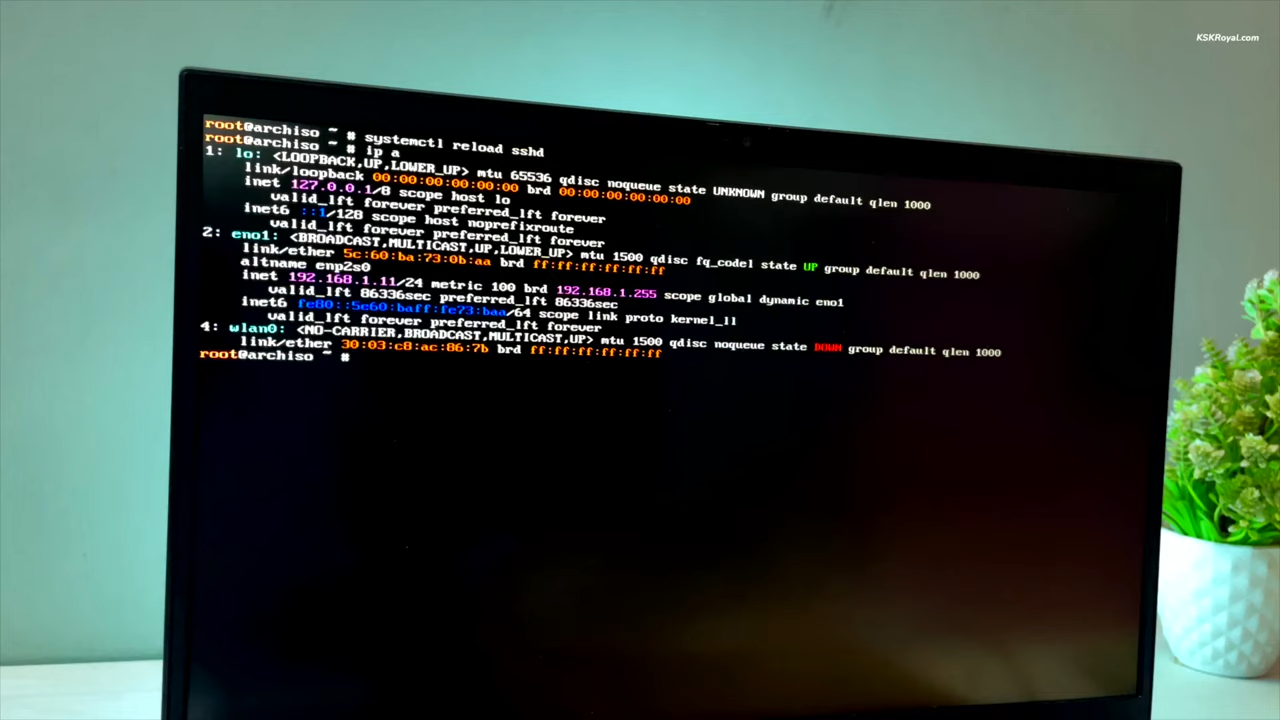 KSKRoyal.com
root@archiso ~ # systemctl reload sshd
root@archiso ~ # ip a
1: lo: <LOOPBACK,UP,LOWER_UP> mtu 65536 qdisc noqueue state UNKNOWN group default qlen 1000
link/loopback 00:00:00:00:00:00 brd 00:00:00:00:00:00
inet 127.0.0.1/8 scope host lo
valid_lft forever preferred_lft forever
inet6 ::1/128 scope host noprefixroute
valid_lft forever preferred_lft forever
2: eno1: <BROADCAST,MULTICAST,UP,LOWER_UP> mtu 1500 qdisc fq_codel state UP group default qlen 1000
link/ether 5c:60:ba:73:0b:aa brd ff:ff:ff:ff:ff:ff
altname enp2s0
inet 192.168.1.11/24 metric 100 brd 192.168.1.255 scope global dynamic eno1
valid_lft 86336sec preferred_lft 86336sec
inet6 fe80::5e60:baff:fe73:baa/64 scope link proto kernel_ll
valid_lft forever preferred_lft forever
4: wlan0: <NO-CARRIER,BROADCAST,MULTICAST,UP> mtu 1500 qdisc noqueue state DOWN group default qlen 1000
link/ether 30:03:c8:ac:86:7b brd ff:ff:ff:ff:ff:ff
root@archiso ~ #